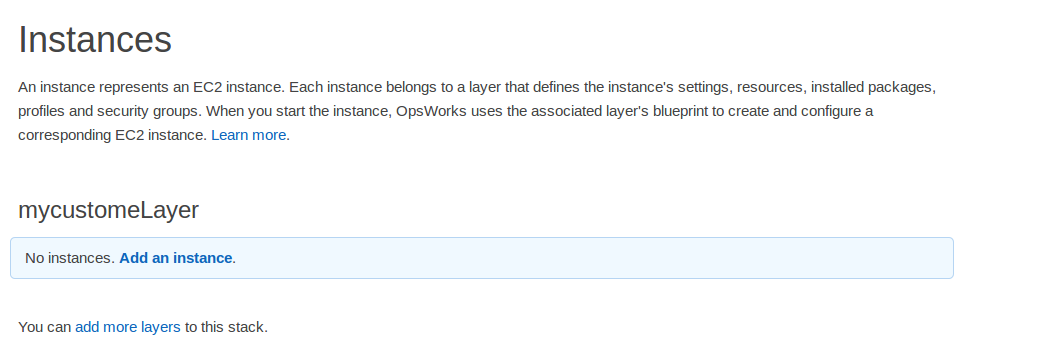 Instances
An instance represents an EC2 instance. Each instance belongs to a layer that defines the instance's settings, resources, installed packages,
profiles and security groups. When you start the instance, OpsWorks uses the associated layer's blueprint to create and configure a
corresponding EC2 instance. Learn more.
mycustomeLayer
No instances. Add an instance.
You can add more layers to this stack.